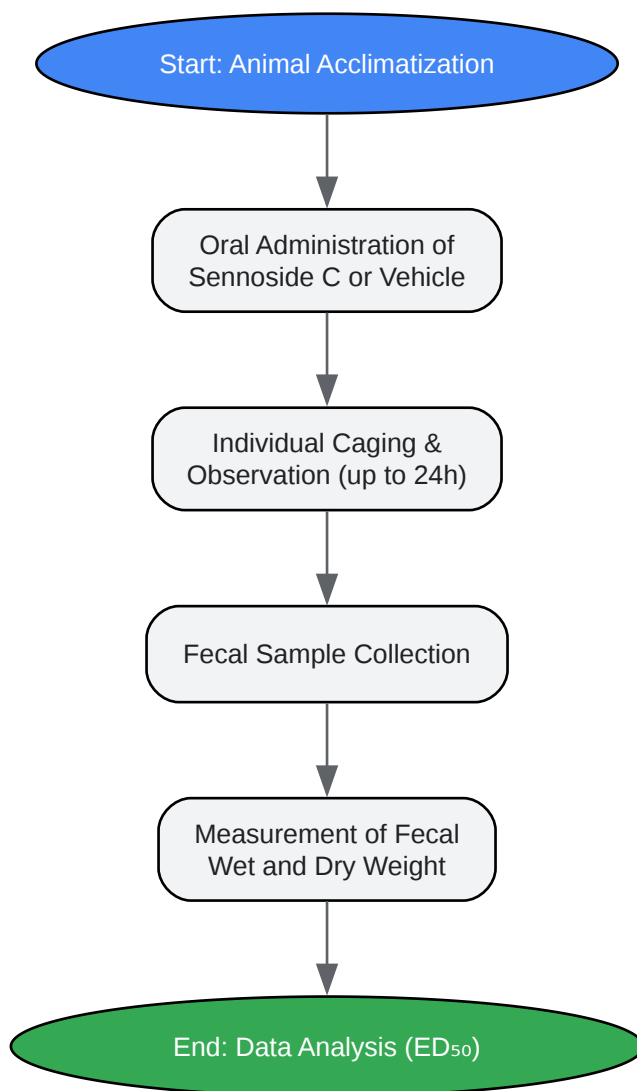 Start: Animal Acclimatization
Oral Administration of
Sennoside C or Vehicle
Individual Caging &
Observation (up to 24h)
Fecal Sample Collection
Measurement of Fecal
Wet and Dry Weight
End: Data Analysis (ED₅₀)